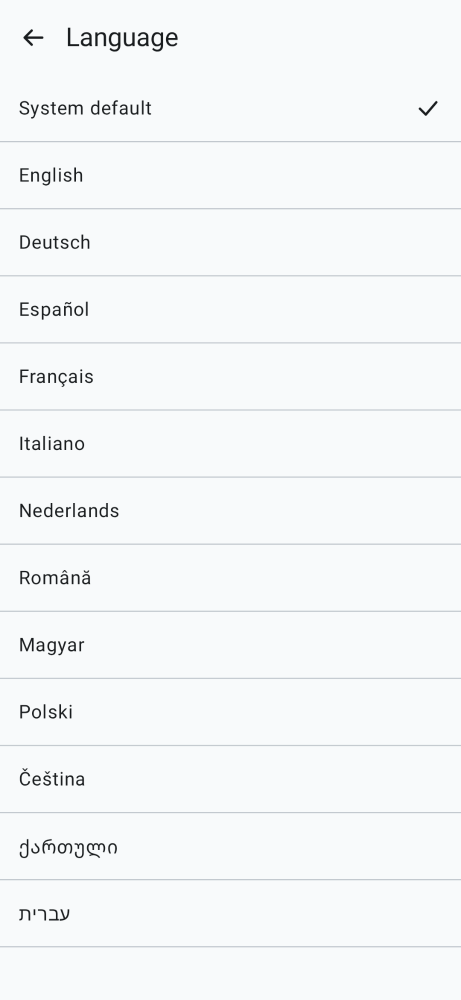 Language
System default
English
Deutsch
Español
Français
Italiano
Nederlands
Română
Magyar
Polski
Čeština
ქართული
עברית